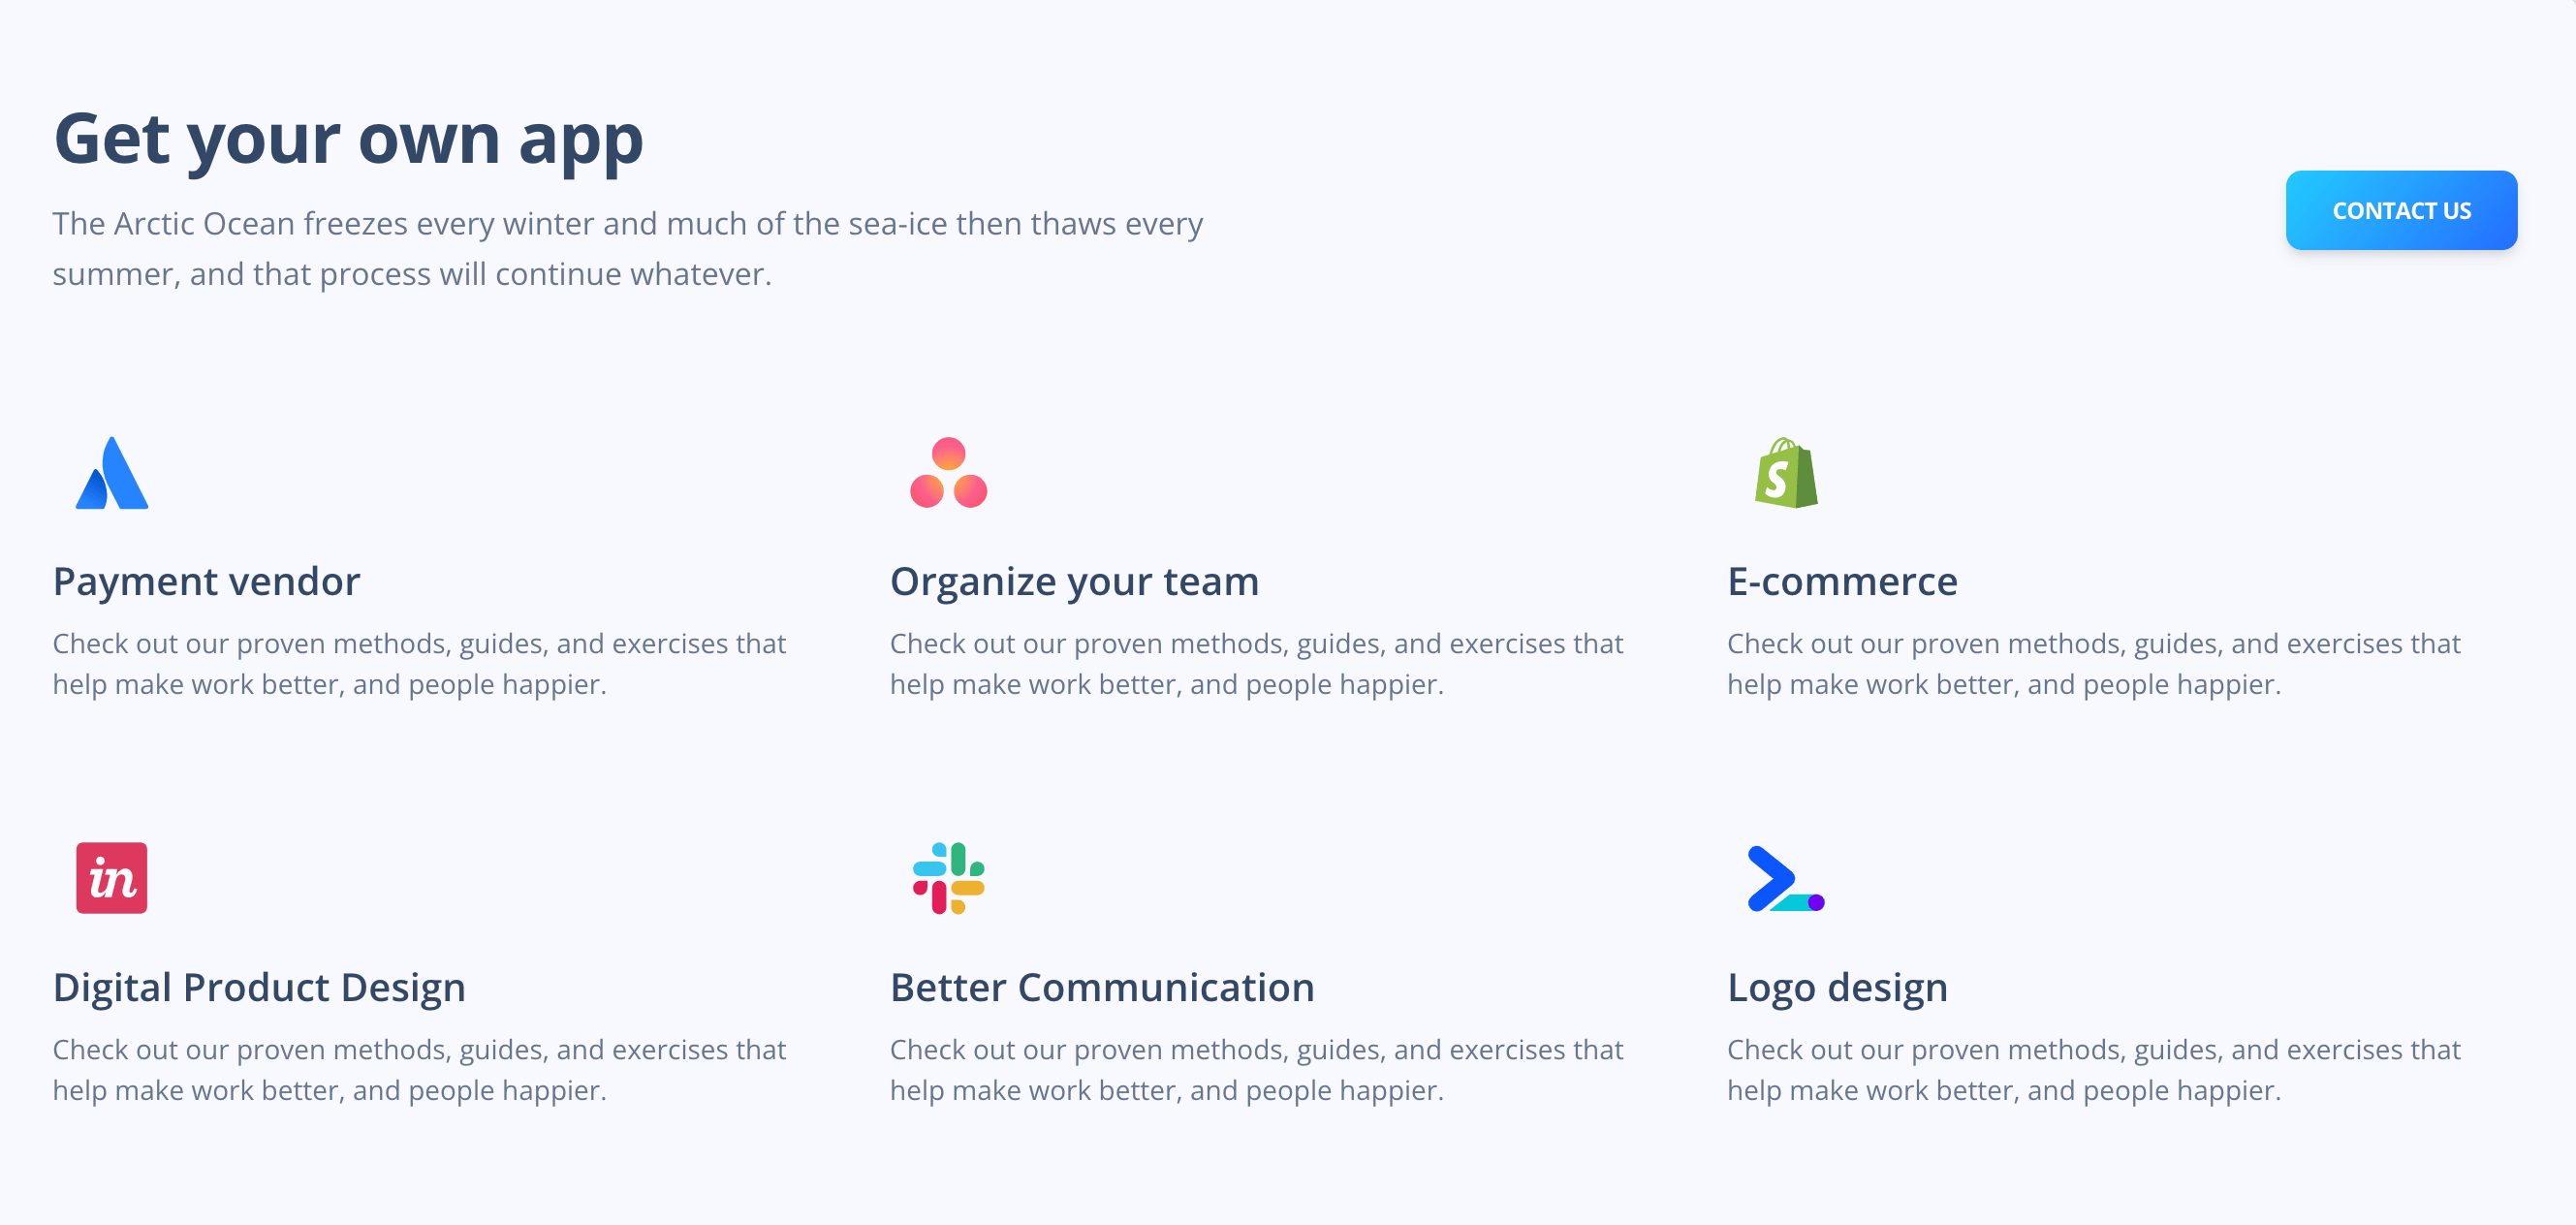 Get your own app
The Arctic Ocean freezes every winter and much of the sea-ice then thaws every
summer, and that process will continue whatever.
CONTACT US
Payment vendor
Check out our proven methods, guides, and exercises that
help make work better, and people happier.
Organize your team
Check out our proven methods, guides, and exercises that
help make work better, and people happier.
S
E-commerce
Check out our proven methods, guides, and exercises that
help make work better, and people happier.
in
Digital Product Design
Check out our proven methods, guides, and exercises that
help make work better, and people happier.
Better Communication
Check out our proven methods, guides, and exercises that
help make work better, and people happier.
Logo design
Check out our proven methods, guides, and exercises that
help make work better, and people happier.